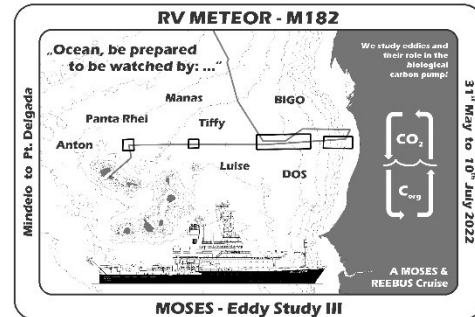 RV METEOR - M182
„Ocean, be prepared
to be watched by: ...“
We study eddies and
their role in the
biological
carbon pump!
Manas
BIGO
Panta Rhei
Tiffy
Anton
Luise
DOS
CO2
Corg
Mindelo to Pt. Delgada
31st May to 10th July 2022
A MOSES &
REEBUS Cruise
MOSES - Eddy Study III